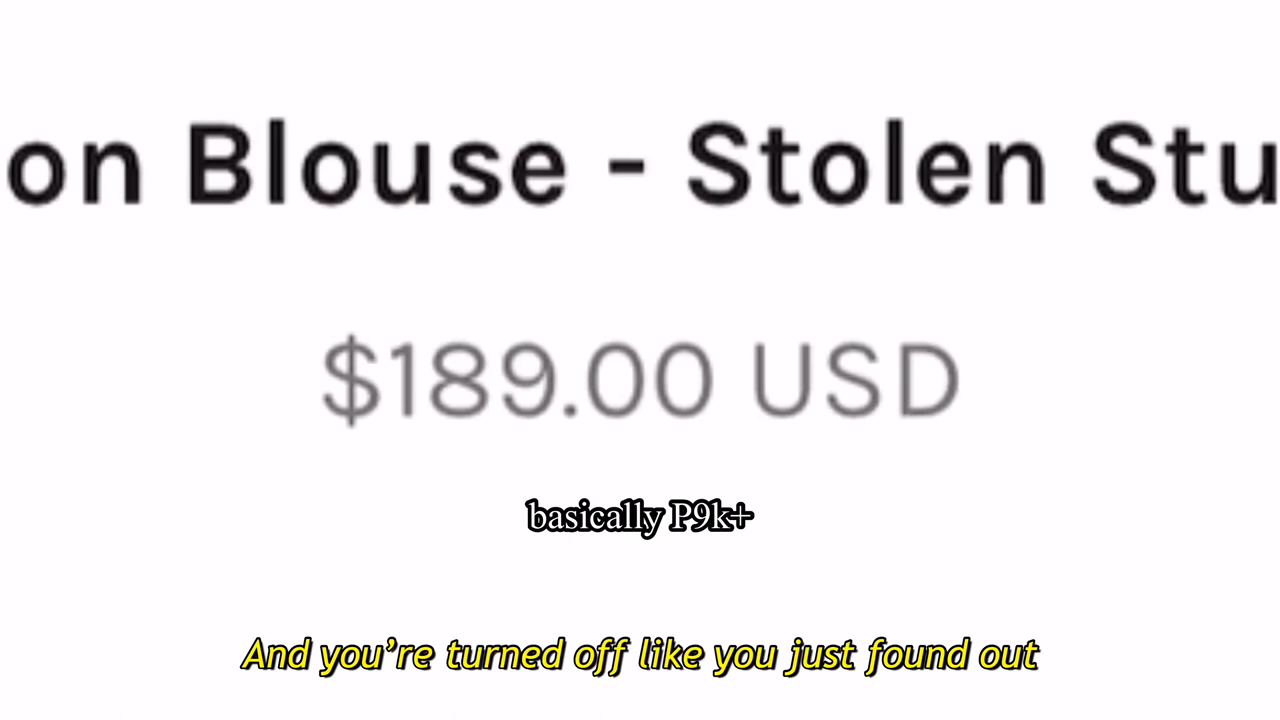 on Blouse - Stolen Stu
$189.00 USD
basically P9k+
And you’re turned off like you just found out